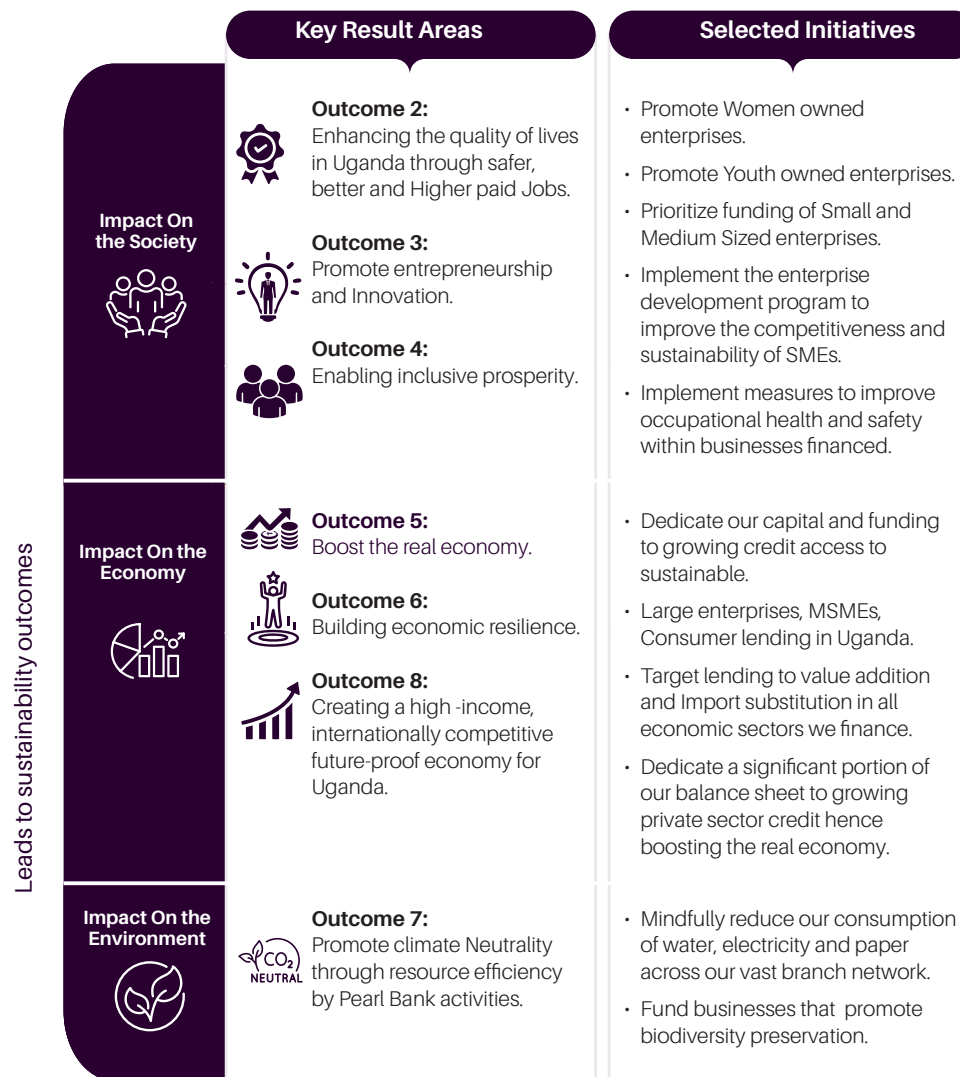 Key Result Areas
Selected Initiatives
Leads to sustainability outcomes
Impact On
the Society
Outcome 2:
Enhancing the quality of lives
in Uganda through safer,
better and Higher paid Jobs.
Outcome 3:
Promote entrepreneurship
and Innovation.
Outcome 4:
Enabling inclusive prosperity.
• Promote Women owned
enterprises.
• Promote Youth owned enterprises.
• Prioritize funding of Small and
Medium Sized enterprises.
• Implement the enterprise
development program to
improve the competitiveness and
sustainability of SMEs.
• Implement measures to improve
occupational health and safety
within businesses financed.
Impact On the
Economy
Outcome 5:
Boost the real economy.
Outcome 6:
Building economic resilience.
Outcome 8:
Creating a high -income,
internationally competitive
future-proof economy for
Uganda.
• Dedicate our capital and funding
to growing credit access to
sustainable.
• Large enterprises, MSMEs,
Consumer lending in Uganda.
• Target lending to value addition
and Import substitution in all
economic sectors we finance.
• Dedicate a significant portion of
our balance sheet to growing
private sector credit hence
boosting the real economy.
Impact On the
Environment
CO₂
NEUTRAL
Outcome 7:
Promote climate Neutrality
through resource efficiency
by Pearl Bank activities.
• Mindfully reduce our consumption
of water, electricity and paper
across our vast branch network.
• Fund businesses that promote
biodiversity preservation.